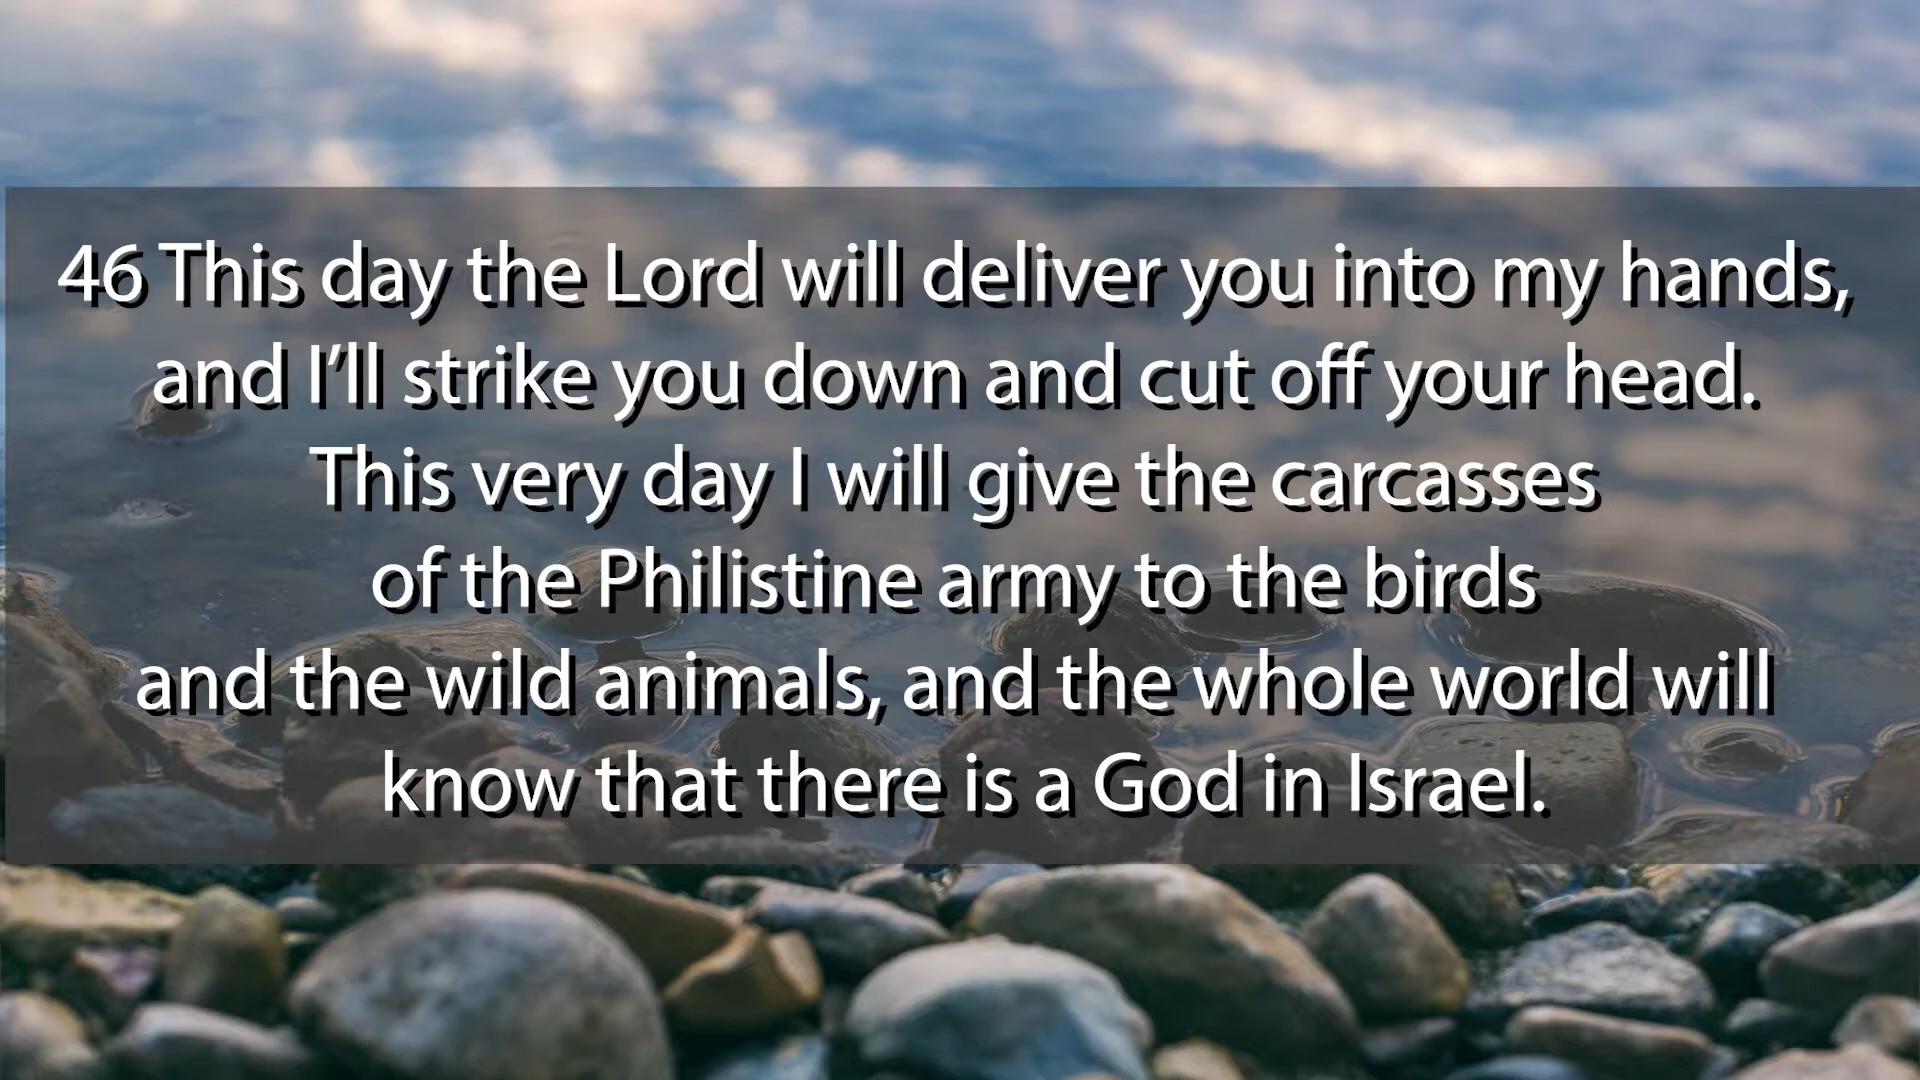 46 This day the Lord will deliver you into my hands,
and I’ll strike you down and cut off your head.
This very day I will give the carcasses
of the Philistine army to the birds
and the wild animals, and the whole world will
know that there is a God in Israel.